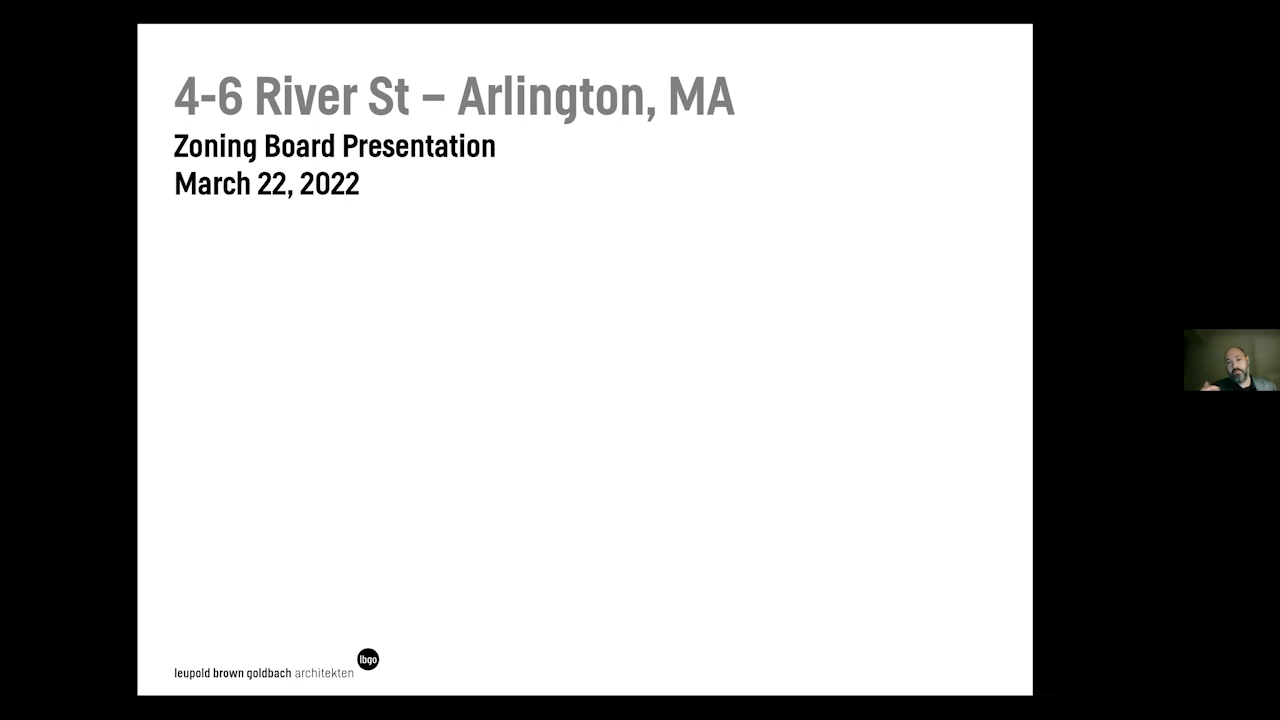 4-6 River St – Arlington, MA
Zoning Board Presentation
March 22, 2022
lbgo
leupold brown goldbach architekten